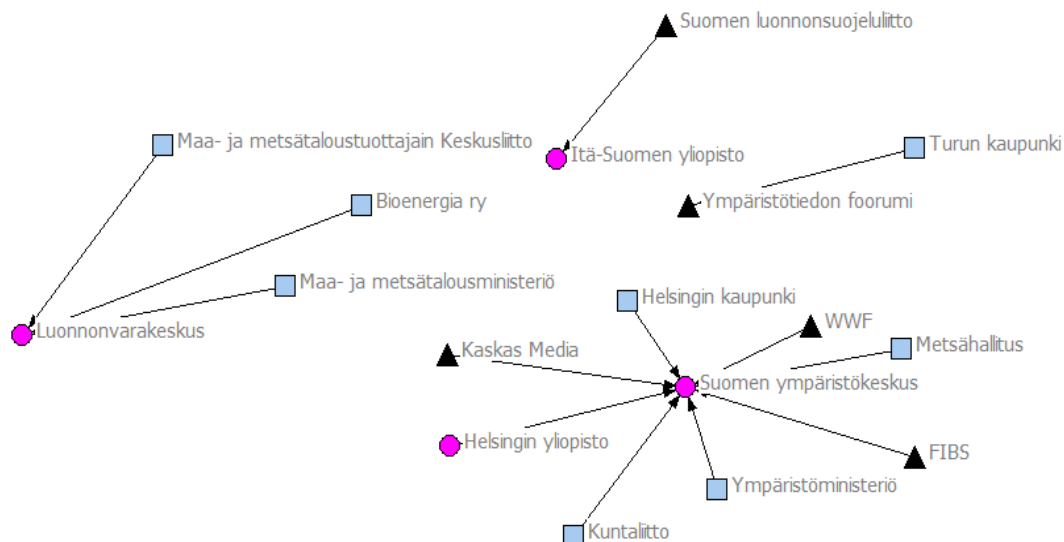 Suomen luonnonsuojeluliitto
Maa- ja metsätaloustuottajain Keskusliitto
Itä-Suomen yliopisto
Turun kaupunki
Bioenergia ry
Ympäristötiedon foorumi
Maa- ja metsätalousministeriö
Helsingin kaupunki
Luonnonvarakeskus
WWF
Kaskas Media
Metsähallitus
Suomen ympäristökeskus
Helsingin yliopisto
FIBS
Ympäristöministeriö
Kuntaliitto